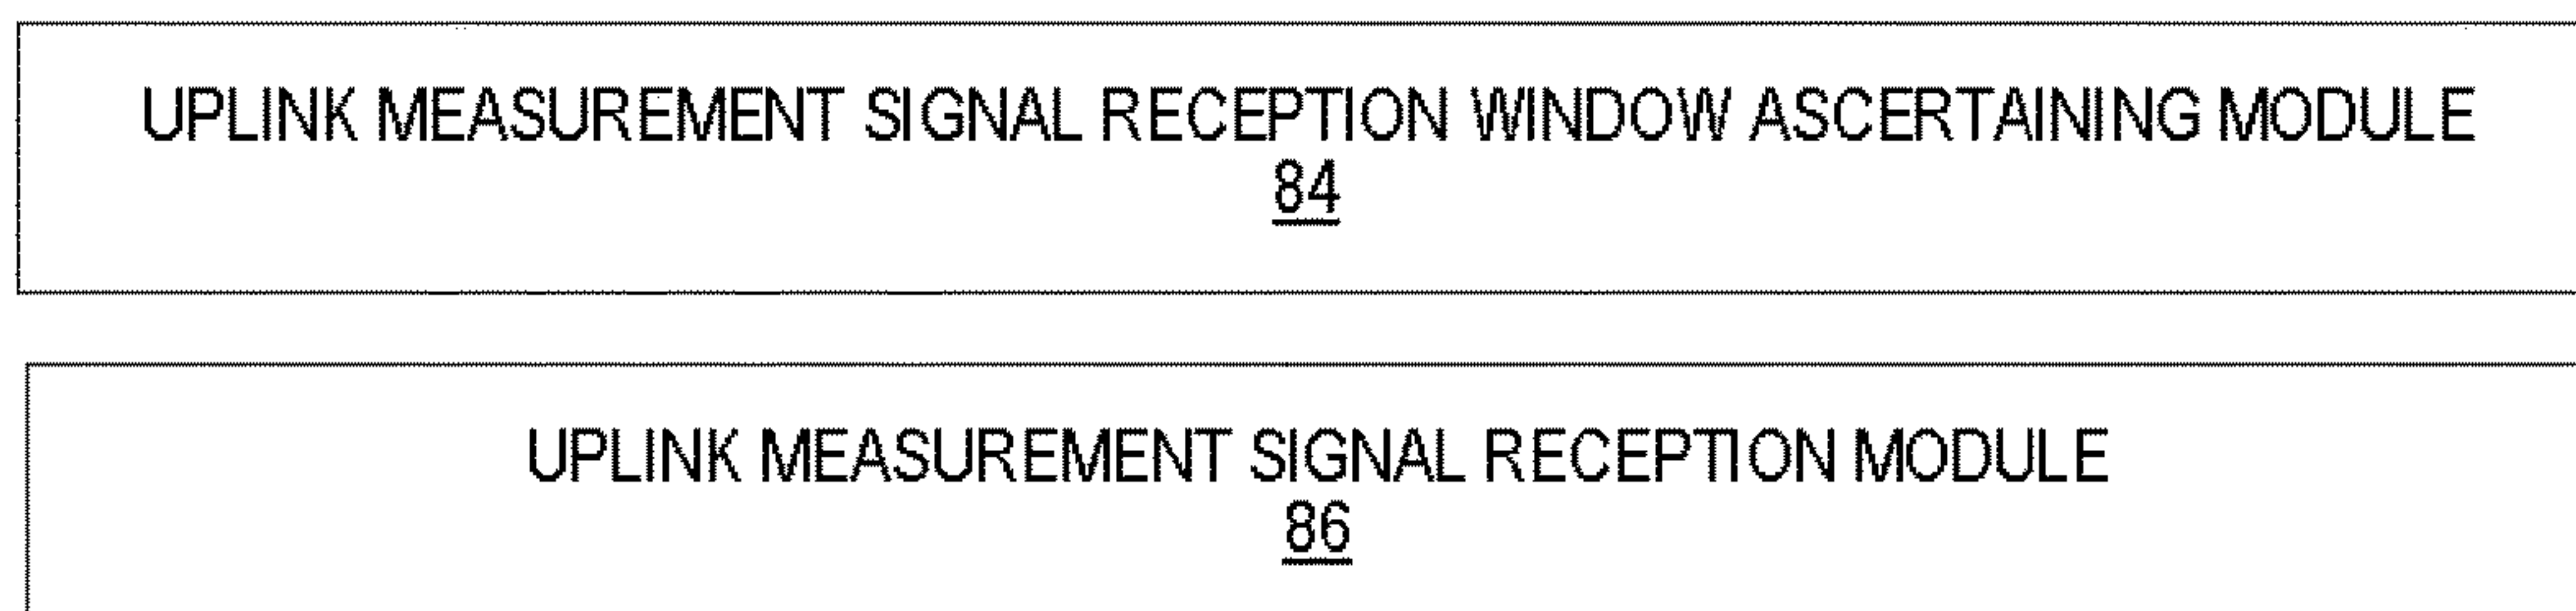 UPLINK MEASUREMENT SIGNAL RECEPTION WINDOW ASCERTAINING MODULE
84
UPLINK MEASUREMENT SIGNAL RECEPTION MODULE
86